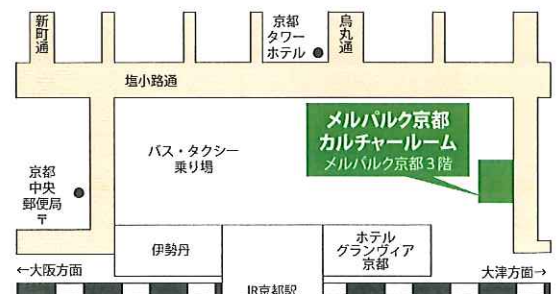 新町通
京都
タワー
ホテル
烏丸通
塩小路通
メルパルク京都
カルチャールーム
メルパルク京都3階
バス・タクシー
乗り場
京都
中央
郵便局
〒
伊勢丹
ホテル
グランヴィア
京都
←大阪方面
大津方面→
JR京都駅